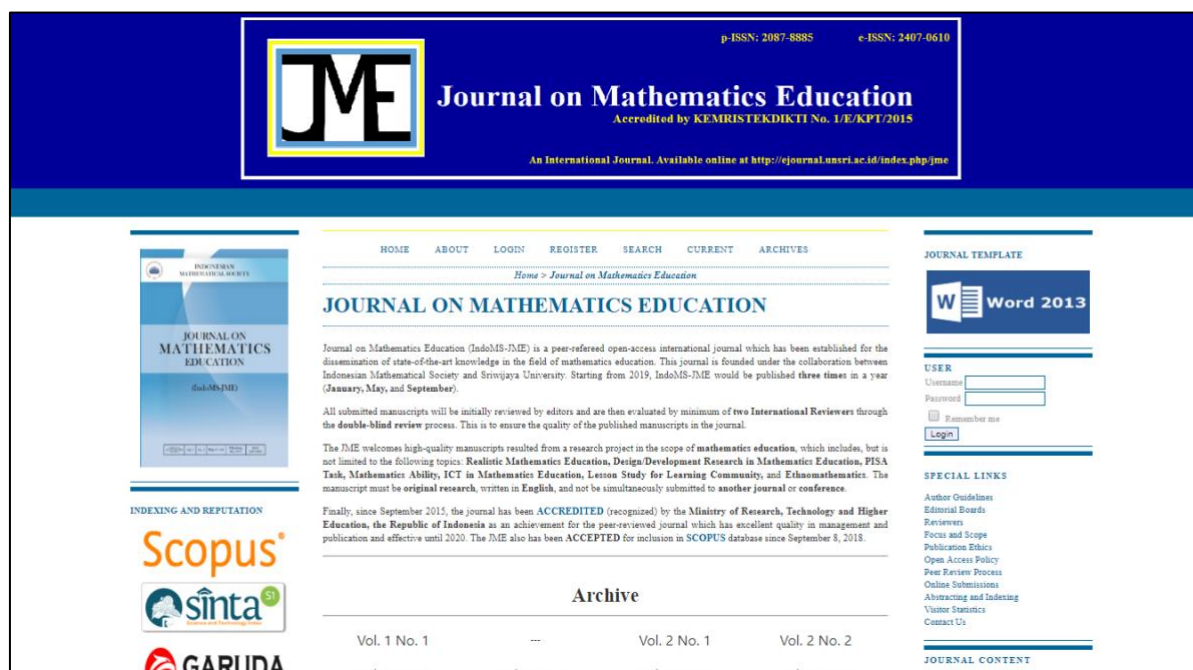 p-ISSN: 2087-8885 e-ISSN: 2407-0610
JME
Journal on Mathematics Education
Accredited by KEMRISTEKDIKTI No. 1/E/KPT/2015
An International Journal. Available online at http://ejournal.unsri.ac.id/index.php/jme
INDONESIAN
MATHEMATICAL SOCIETY
JOURNAL ON
MATHEMATICS
EDUCATION
(IndoMS-JME)
INDEXING AND REPUTATION
Scopus
sinta S1
GARUDA
HOME ABOUT LOGIN REGISTER SEARCH CURRENT ARCHIVES
Home > Journal on Mathematics Education
JOURNAL ON MATHEMATICS EDUCATION
Journal on Mathematics Education (IndoMS-JME) is a peer-refereed open-access international journal which has been established for the
dissemination of state-of-the-art knowledge in the field of mathematics education. This journal is founded under the collaboration between
Indonesian Mathematical Society and Sriwijaya University. Starting from 2019, IndoMS-JME would be published three times in a year
(January, May, and September).
All submitted manuscripts will be initially reviewed by editors and are then evaluated by minimum of two International Reviewers through
the double-blind review process. This is to ensure the quality of the published manuscripts in the journal.
The JME welcomes high-quality manuscripts resulted from a research project in the scope of mathematics education, which includes, but is
not limited to the following topics: Realistic Mathematics Education, Design/Development Research in Mathematics Education, PISA
Task, Mathematics Ability, ICT in Mathematics Education, Lesson Study for Learning Community, and Ethnomathematics. The
manuscript must be original research, written in English, and not be simultaneously submitted to another journal or conference.
Finally, since September 2015, the journal has been ACCREDITED (recognized) by the Ministry of Research, Technology and Higher
Education, the Republic of Indonesia as an achievement for the peer-reviewed journal which has excellent quality in management and
publication and effective until 2020. The JME also has been ACCEPTED for inclusion in SCOPUS database since September 8, 2018.
Archive
Vol. 1 No. 1 --- Vol. 2 No. 1 Vol. 2 No. 2
JOURNAL TEMPLATE
W Word 2013
USER
Username
Password
Remember me
Login
SPECIAL LINKS
Author Guidelines
Editorial Boards
Reviewers
Focus and Scope
Publication Ethics
Open Access Policy
Peer Review Process
Online Submissions
Abstracting and Indexing
Visitor Statistics
Contact Us
JOURNAL CONTENT